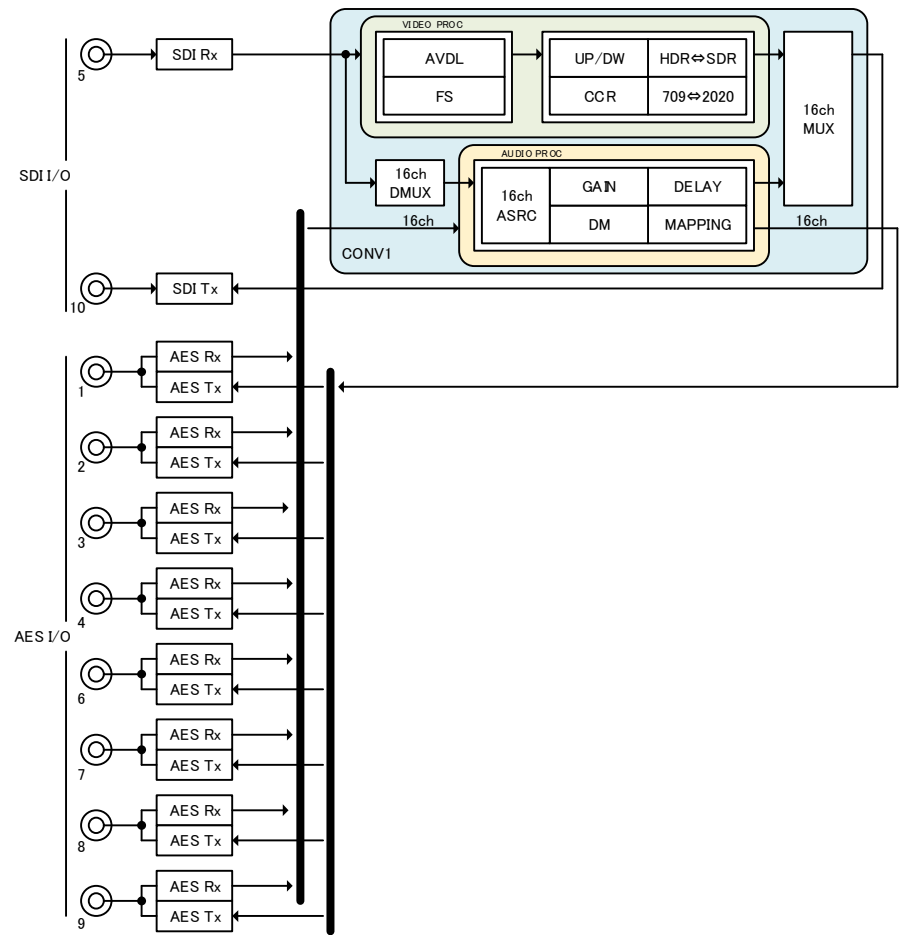 VIDEO PROC
5
SDI Rx
AVDL
FS
UP/DW
HDR⇔SDR
CCR
709⇔2020
16ch
MUX
SDI I/O
16ch
DMUX
AUDIO PROC
16ch
ASRC
GAIN
DELAY
DM
MAPPING
16ch
16ch
CONV1
10
SDI Tx
1
AES Rx
AES Tx
2
AES Rx
AES Tx
3
AES Rx
AES Tx
4
AES Rx
AES Tx
AES I/O
6
AES Rx
AES Tx
7
AES Rx
AES Tx
8
AES Rx
AES Tx
9
AES Rx
AES Tx